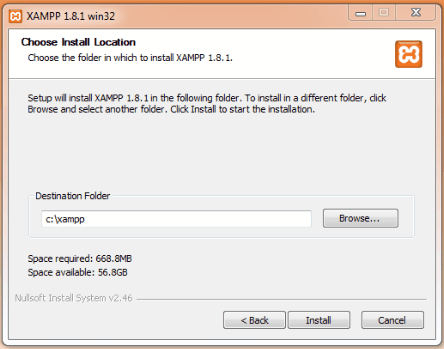 XAMPP 1.8.1 win32
Choose Install Location
Choose the folder in which to install XAMPP 1.8.1.
Setup will install XAMPP 1.8.1 in the following folder. To install in a different folder, click
Browse and select another folder. Click Install to start the installation.
Destination Folder
c:\xampp
Browse...
Space required: 668.8MB
Space available: 56.8GB
Nullsoft Install System v2.46
< Back
Install
Cancel